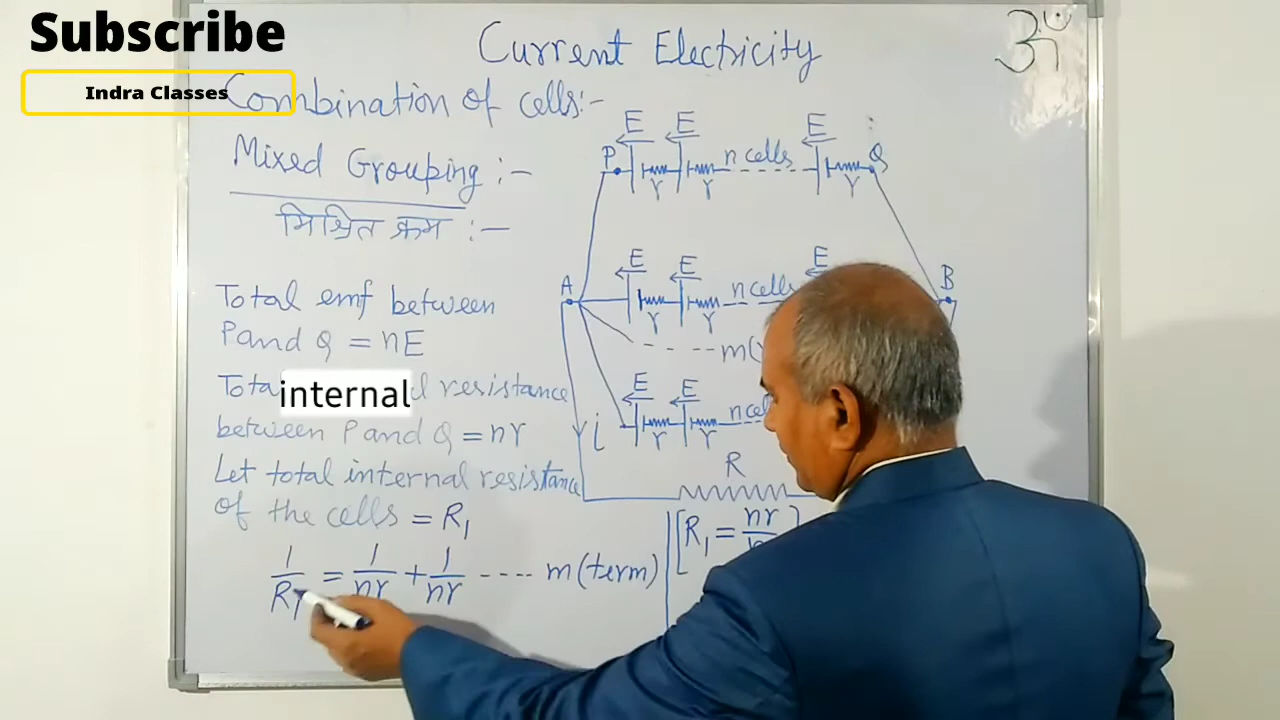 Subscribe
Indra Classes
Current Electricity
ॐ
Combination of cells:-
Mixed Grouping :-
मिश्रित क्रम :-
Total emf between
P and Q = nE
Total internal resistance
between P and Q = nr
Let total internal resistance
of the cells = R₁
1/R₁ = 1/nr + 1/nr ---- m(term)
E E E
P n cells Q
r r r
E E E
A n cells B
r r
---m(
E E
n cel
r r
i
R
[R₁ = nr/